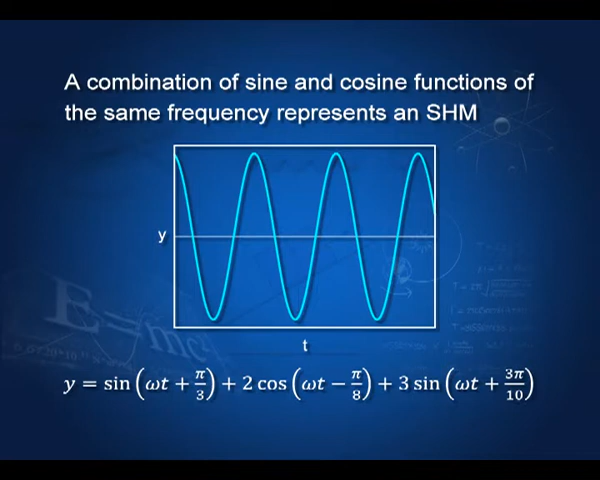 A combination of sine and cosine functions of
the same frequency represents an SHM
y
t
y = sin (ωt + π/3) + 2 cos (ωt − π/8) + 3 sin (ωt + 3π/10)
E=mc²